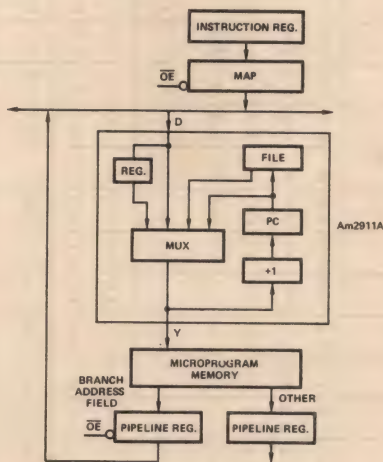 INSTRUCTION REG.
OE
MAP
D
REG.
FILE
PC
Am2911A
MUX
+1
Y
MICROPROGRAM
MEMORY
BRANCH
ADDRESS
FIELD
OTHER
OE
PIPELINE REG.
PIPELINE REG.